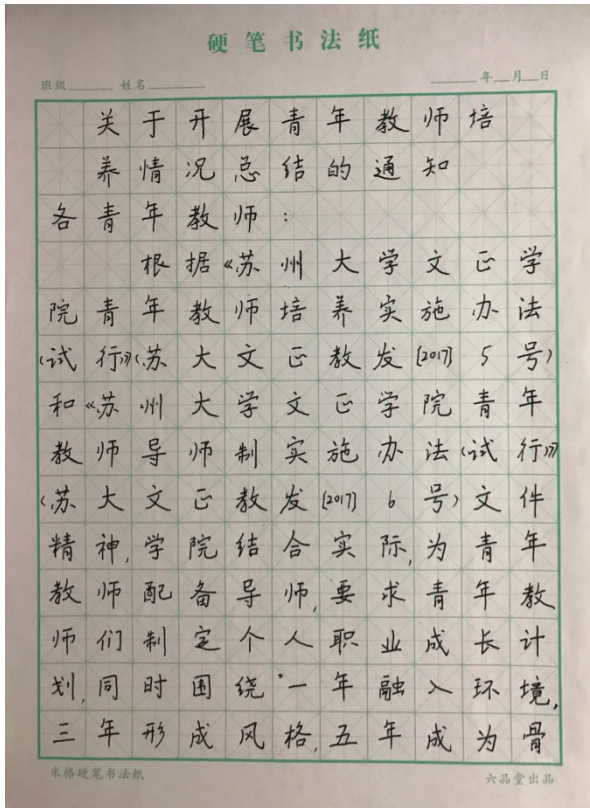 硬笔书法纸
班级 姓名 年 月 日
关于开展青年教师培
养情况总结的通知
各青年教师：
根据《苏州大学文正学
院青年教师培养实施办法
(试行)》(苏大文正教发[2017]5号)
和《苏州大学文正学院青年
教师导师制实施办法(试行)》
(苏大文正教发[2017]6号)文件
精神,学院结合实际,为青年
教师配备导师,要求青年教
师们制定个人职业成长计
划,同时围绕“一年融入环境,
三年形成风格,五年成为骨
米格硬笔书法纸 六品堂出品